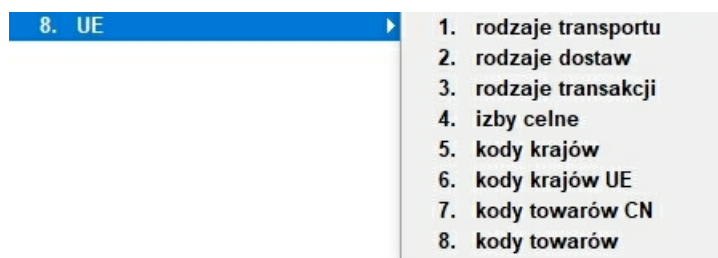 8. UE
1. rodzaje transportu
2. rodzaje dostaw
3. rodzaje transakcji
4. izby celne
5. kody krajów
6. kody krajów UE
7. kody towarów CN
8. kody towarów